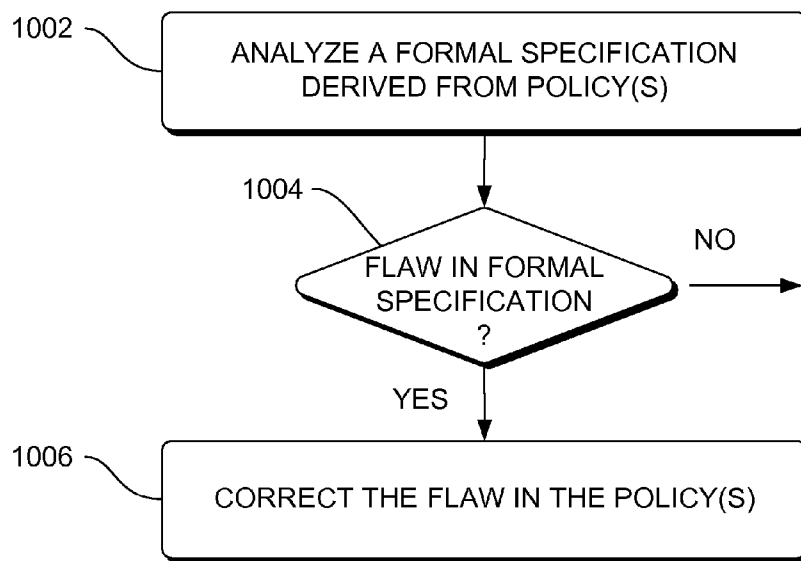 1002
ANALYZE A FORMAL SPECIFICATION
DERIVED FROM POLICY(S)
1004
FLAW IN FORMAL
SPECIFICATION
?
NO
YES
1006
CORRECT THE FLAW IN THE POLICY(S)